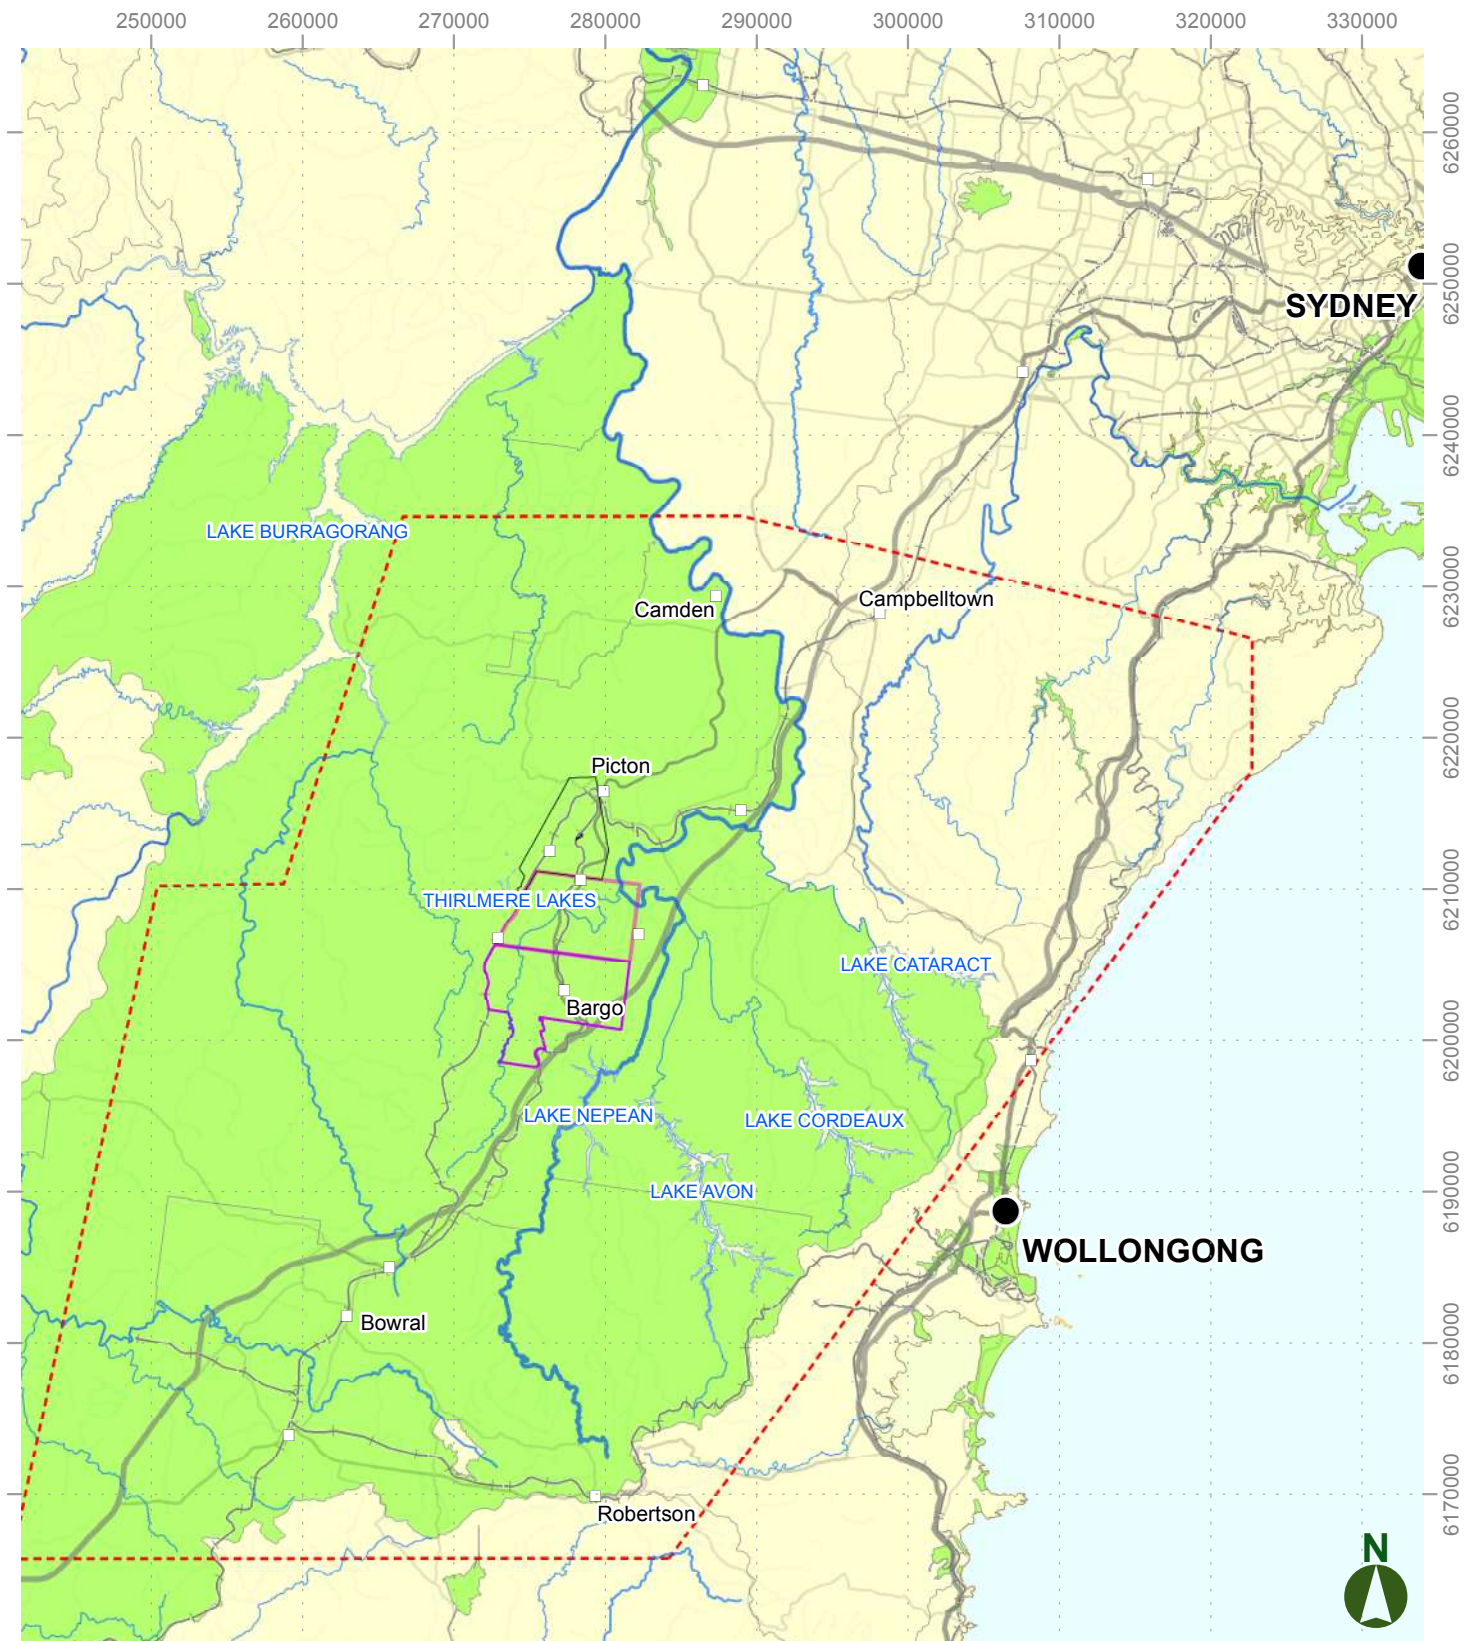 250000 260000 270000 280000 290000 300000 310000 320000 330000
6260000
6250000
SYDNEY
6240000
LAKE BURRAGORANG
6230000
Camden
Campbelltown
6220000
Picton
6210000
THIRLMERE LAKES
LAKE CATARACT
Bargo
6200000
LAKE NEPEAN
LAKE CORDEAUX
LAKE AVON
6190000
WOLLONGONG
Bowral
6180000
6170000
Robertson
N